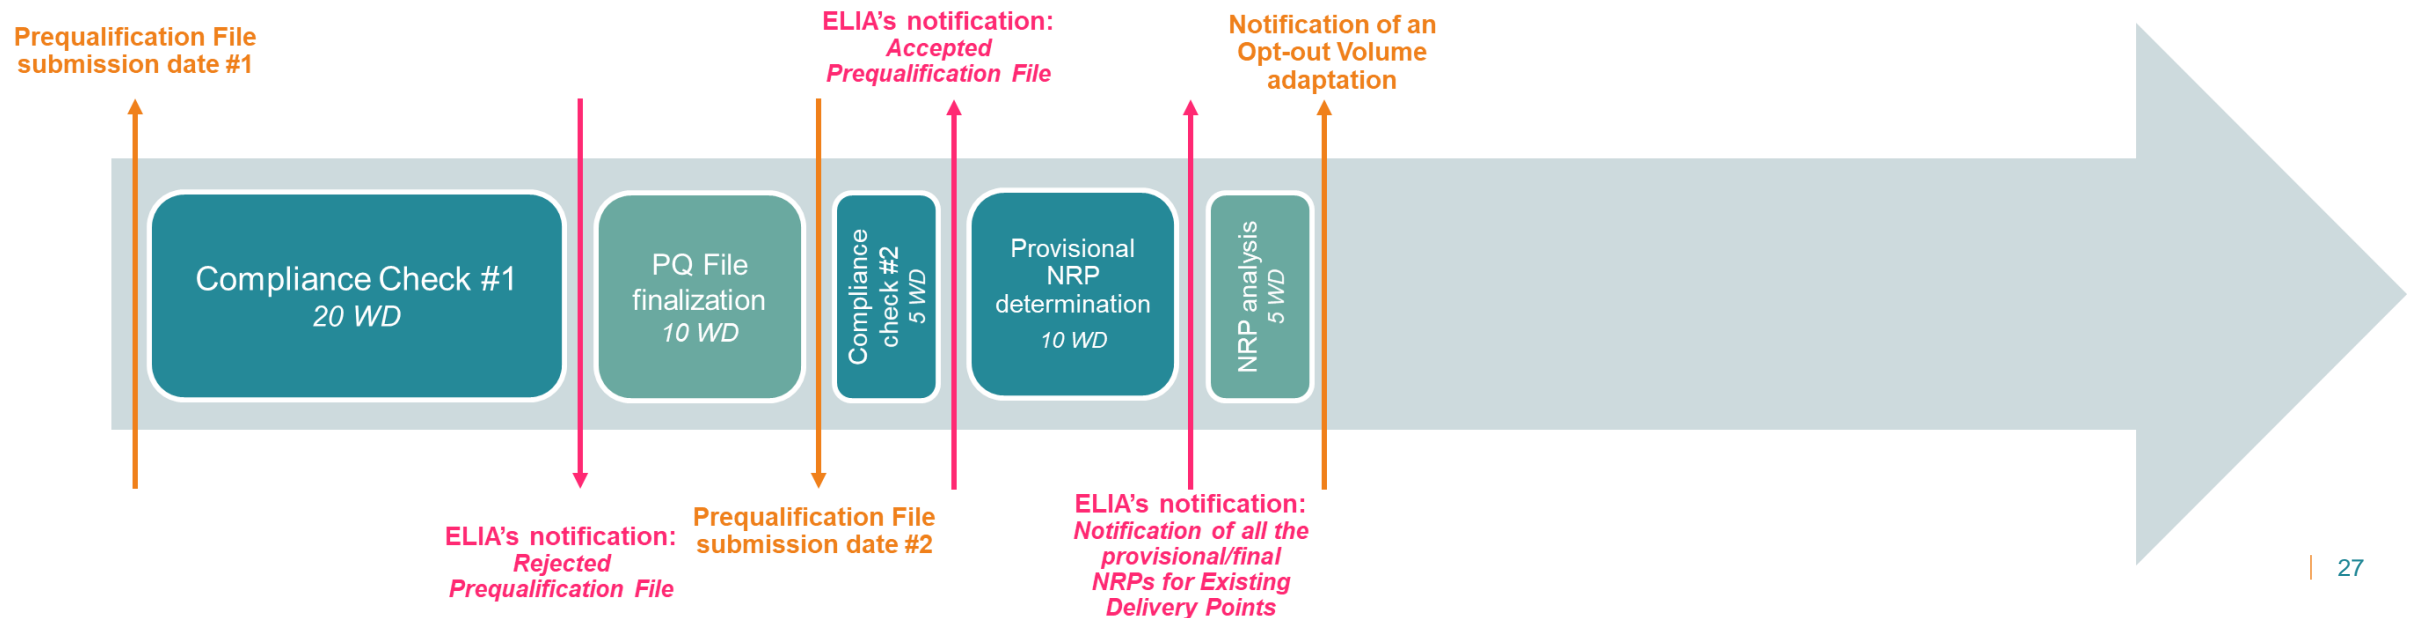 Prequalification File
submission date #1
ELIA's notification:
Accepted
Prequalification File
Notification of an
Opt-out Volume
adaptation
Compliance Check #1
20 WD
PQ File
finalization
10 WD
Compliance
check #2
5 WD
Provisional
NRP
determination
10 WD
NRP analysis
5 WD
ELIA's notification:
Rejected
Prequalification File
Prequalification File
submission date #2
ELIA's notification:
Notification of all the
provisional/final
NRPs for Existing
Delivery Points
27